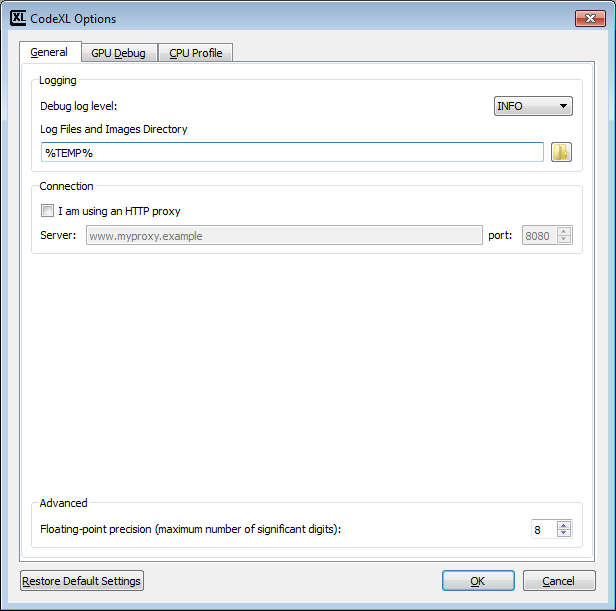 XL CodeXL Options
General GPU Debug CPU Profile
Logging
Debug log level: INFO
Log Files and Images Directory
%TEMP%
Connection
I am using an HTTP proxy
Server: www.myproxy.example port: 8080
Advanced
Floating-point precision (maximum number of significant digits): 8
Restore Default Settings OK Cancel